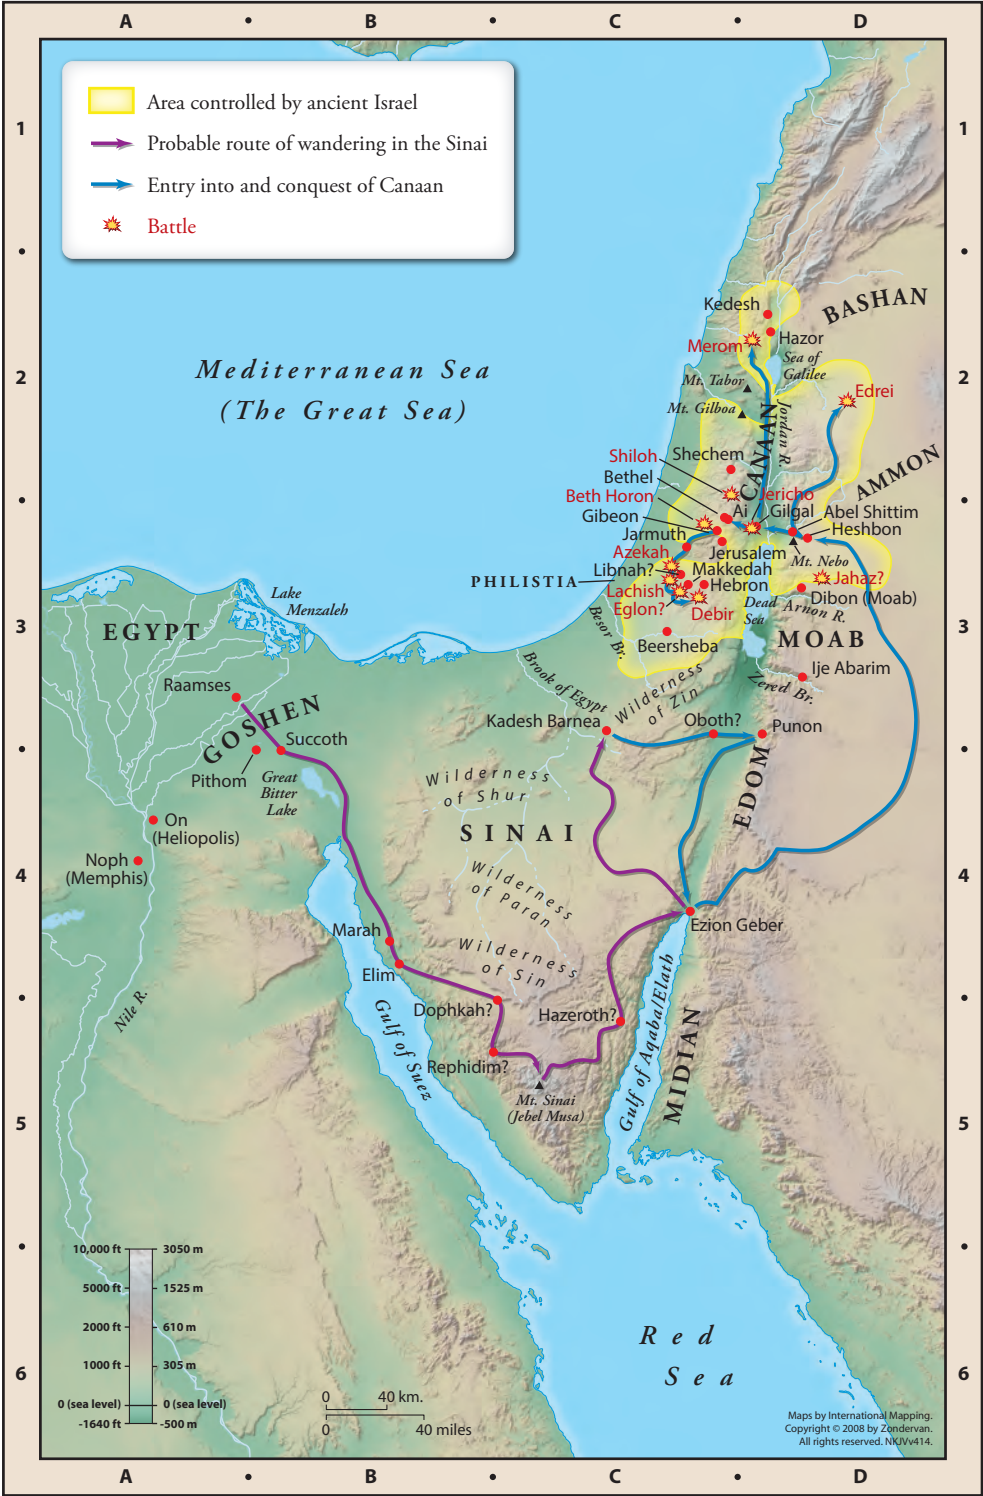 A • B • C • D
Area controlled by ancient Israel
Probable route of wandering in the Sinai
Entry into and conquest of Canaan
Battle
1
1
•
•
Kedesh
BASHAN
Merom
Hazor
Sea of
Galilee
2
2
Mediterranean Sea
(The Great Sea)
Mt. Tabor
Edrei
Mt. Gilboa
CANAAN
Jordan R.
Shiloh
Shechem
Bethel
AMMON
Beth Horon
Jericho
•
•
Gibeon
Ai
Gilgal
Abel Shittim
Jarmuth
Heshbon
Azekah
Jerusalem
Mt. Nebo
Libnah?
Makkedah
PHILISTIA
Jahaz?
Lachish
Hebron
Eglon?
Debir
Dead
Sea
Dibon (Moab)
Arnon R.
Lake
Menzaleh
Besor Br.
3
3
EGYPT
MOAB
Beersheba
Ije Abarim
Brook of Egypt
Wilderness
of Zin
Zered Br.
Raamses
GOSHEN
Kadesh Barnea
Oboth?
Punon
Succoth
•
•
Pithom
Great
Bitter
Lake
Wilderness
of Shur
EDOM
On
(Heliopolis)
SINAI
Noph
(Memphis)
4
4
Wilderness
of Paran
Marah
Ezion Geber
Elim
Wilderness
of Sin
•
•
Nile R.
Dophkah?
Hazeroth?
Gulf of Suez
Gulf of Aqaba/Elath
MIDIAN
Rephidim?
Mt. Sinai
(Jebel Musa)
5
5
•
•
10,000 ft 3050 m
5000 ft 1525 m
2000 ft 610 m
1000 ft 305 m
0 (sea level) 0 (sea level)
-1640 ft -500 m
Red
Sea
6
6
0 40 km.
0 40 miles
Maps by International Mapping.
Copyright © 2008 by Zondervan.
All rights reserved. NKJVv414.
A • B • C • D